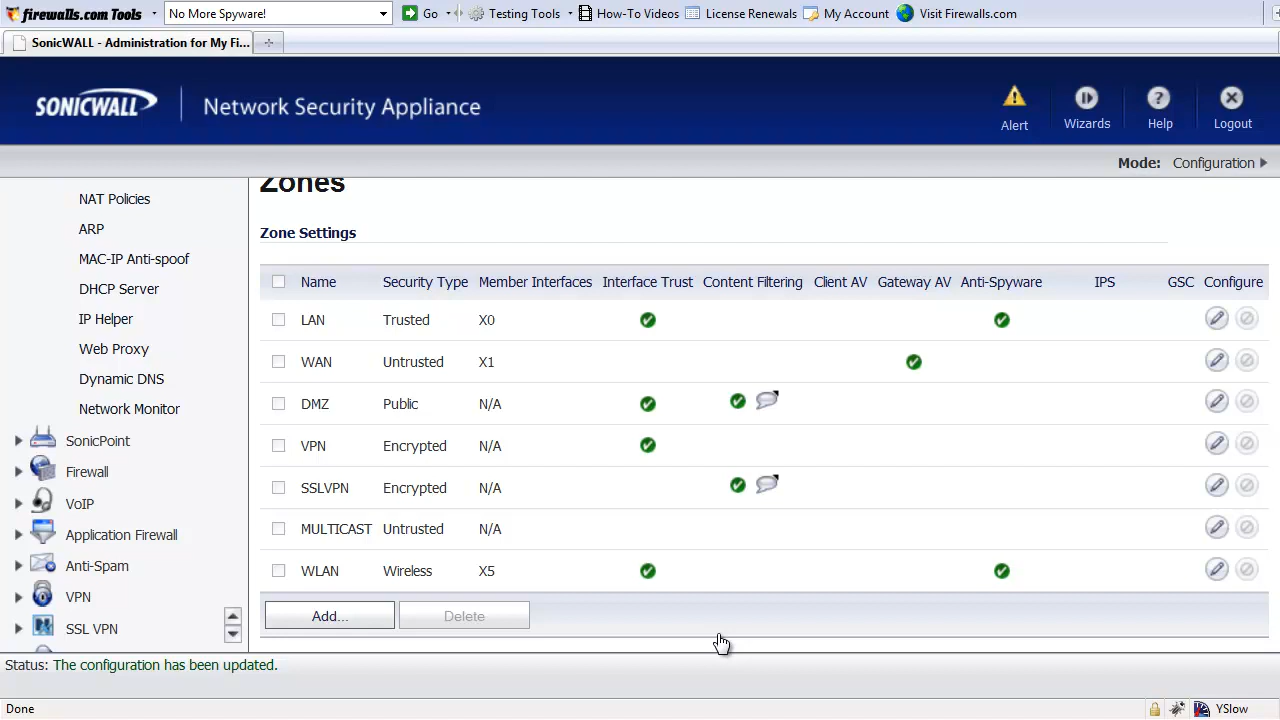 firewalls.com Tools No More Spyware! Go Testing Tools How-To Videos License Renewals My Account Visit Firewalls.com
SonicWALL - Administration for My Fi...
SONICWALL Network Security Appliance
Alert Wizards Help Logout
Mode: Configuration
Zones
Zone Settings
Name Security Type Member Interfaces Interface Trust Content Filtering Client AV Gateway AV Anti-Spyware IPS GSC Configure
LAN Trusted X0
WAN Untrusted X1
DMZ Public N/A
VPN Encrypted N/A
SSLVPN Encrypted N/A
MULTICAST Untrusted N/A
WLAN Wireless X5
Add... Delete
NAT Policies
ARP
MAC-IP Anti-spoof
DHCP Server
IP Helper
Web Proxy
Dynamic DNS
Network Monitor
SonicPoint
Firewall
VoIP
Application Firewall
Anti-Spam
VPN
SSL VPN
Status: The configuration has been updated.
Done YSlow